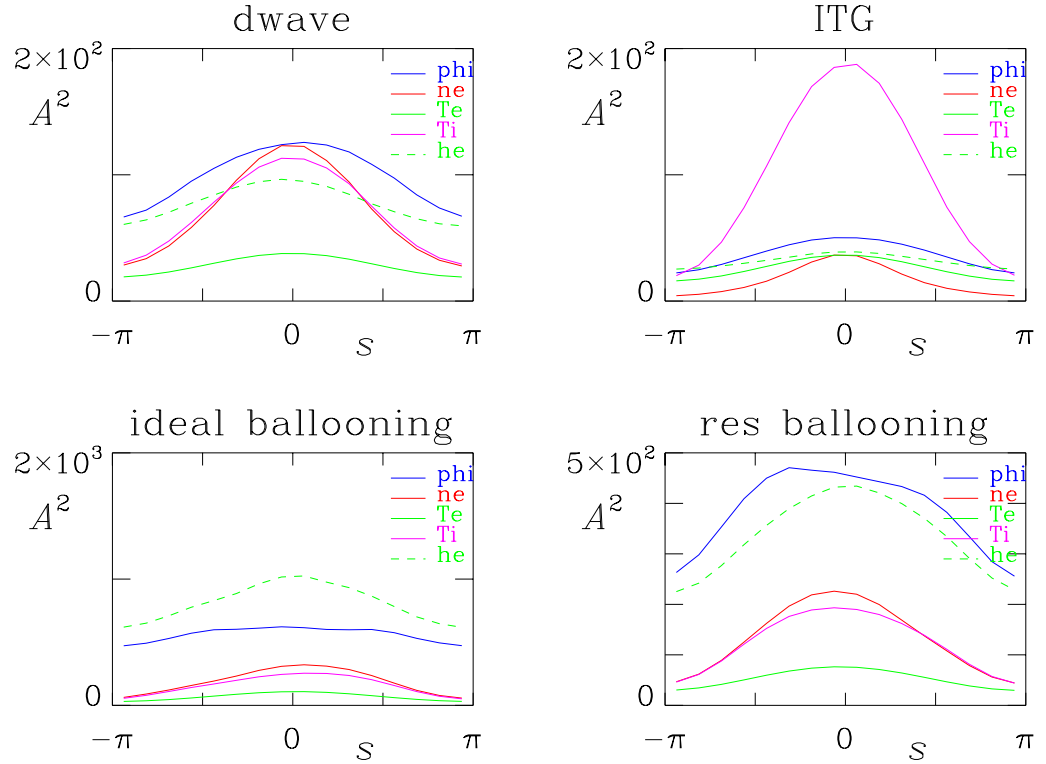 dwave
2×10²
A²
phi
ne
Te
Ti
he
0
−π
0
π
s
ITG
2×10²
A²
phi
ne
Te
Ti
he
0
−π
0
π
s
ideal ballooning
2×10³
A²
phi
ne
Te
Ti
he
0
−π
0
π
s
res ballooning
5×10²
A²
phi
ne
Te
Ti
he
0
−π
0
π
s